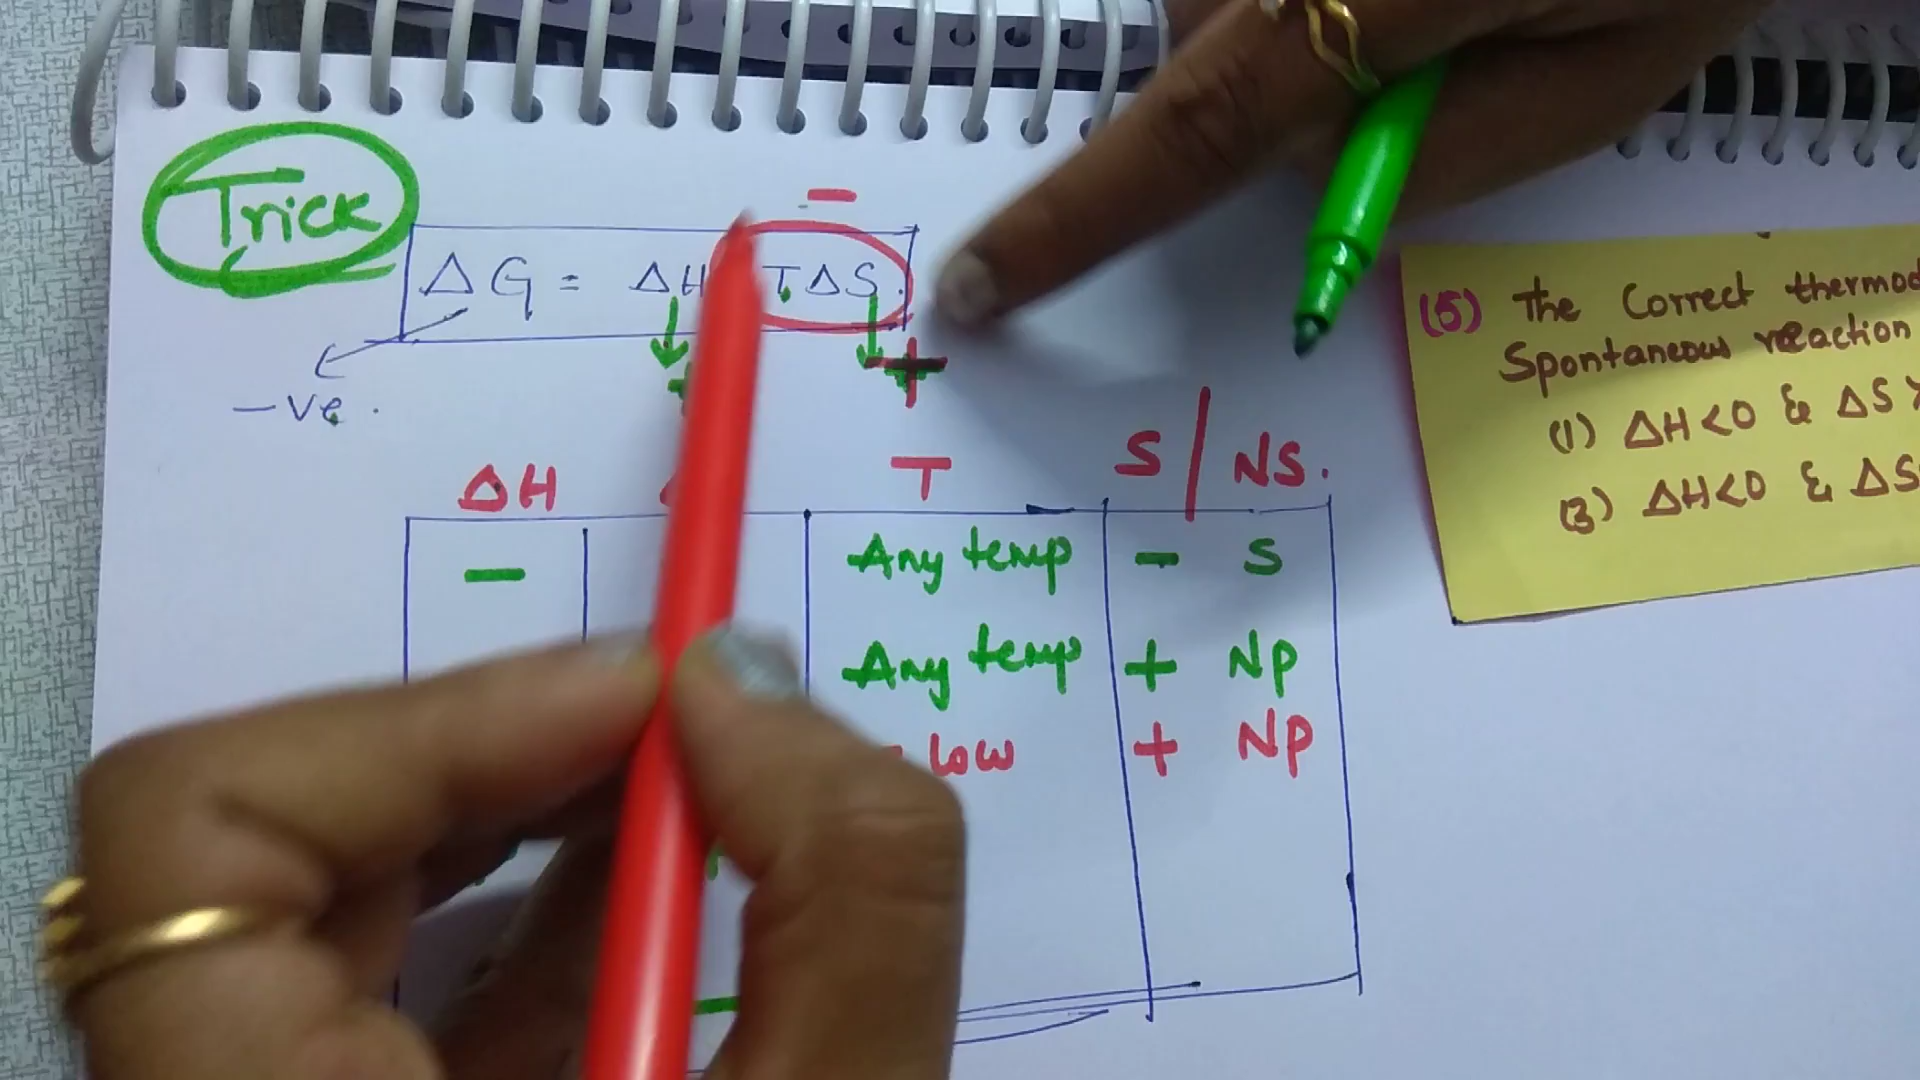 Trick
−
ΔG = ΔH TΔS.
+ +
−ve.
ΔH T S / NS.
− Any temp − S
Any temp + NP
low + NP
(5) The Correct
Spontaneous reaction
(1) ΔH<0 & ΔS
(3) ΔH<0 & ΔS